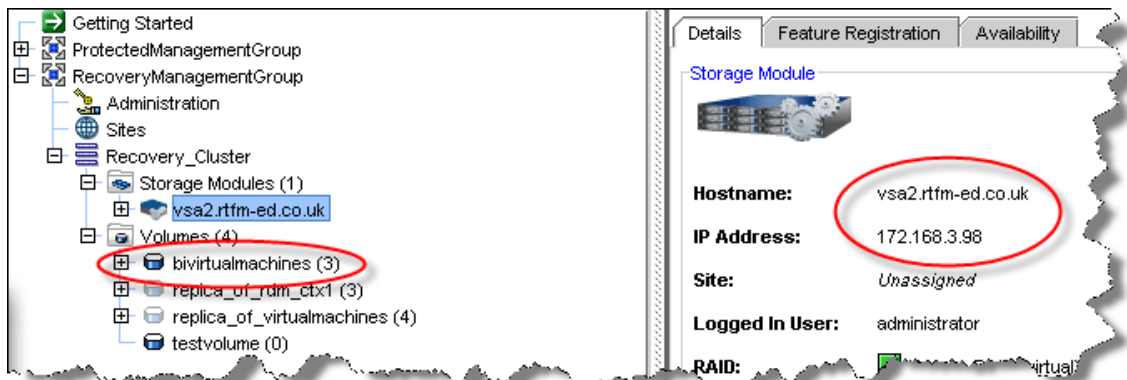 Getting Started
ProtectedManagementGroup
RecoveryManagementGroup
Administration
Sites
Recovery_Cluster
Storage Modules (1)
vsa2.rtfm-ed.co.uk
Volumes (4)
bivirtualmachines (3)
replica_of_rdm_ctx1 (3)
replica_of_virtualmachines (4)
testvolume (0)
Details Feature Registration Availability
Storage Module
Hostname: vsa2.rtfm-ed.co.uk
IP Address: 172.168.3.98
Site: Unassigned
Logged In User: administrator
RAID: